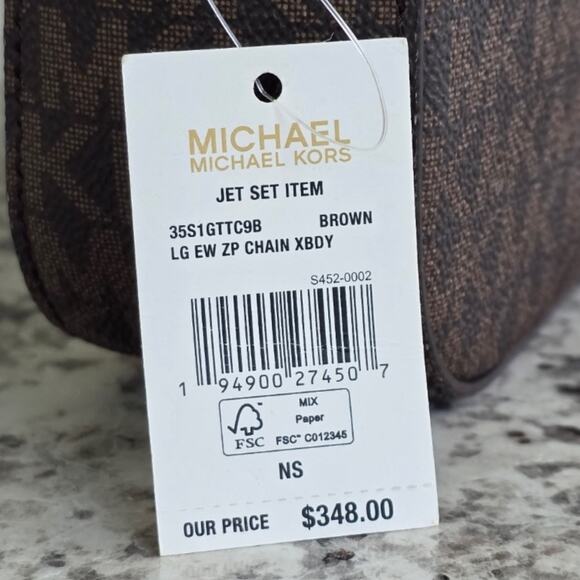 MICHAEL
MICHAEL KORS
JET SET ITEM
35S1GTTC9B BROWN
LG EW ZP CHAIN XBDY
S452-0002
1 94900 27450 7
FSC
MIX
Paper
FSC™ C012345
NS
OUR PRICE $348.00